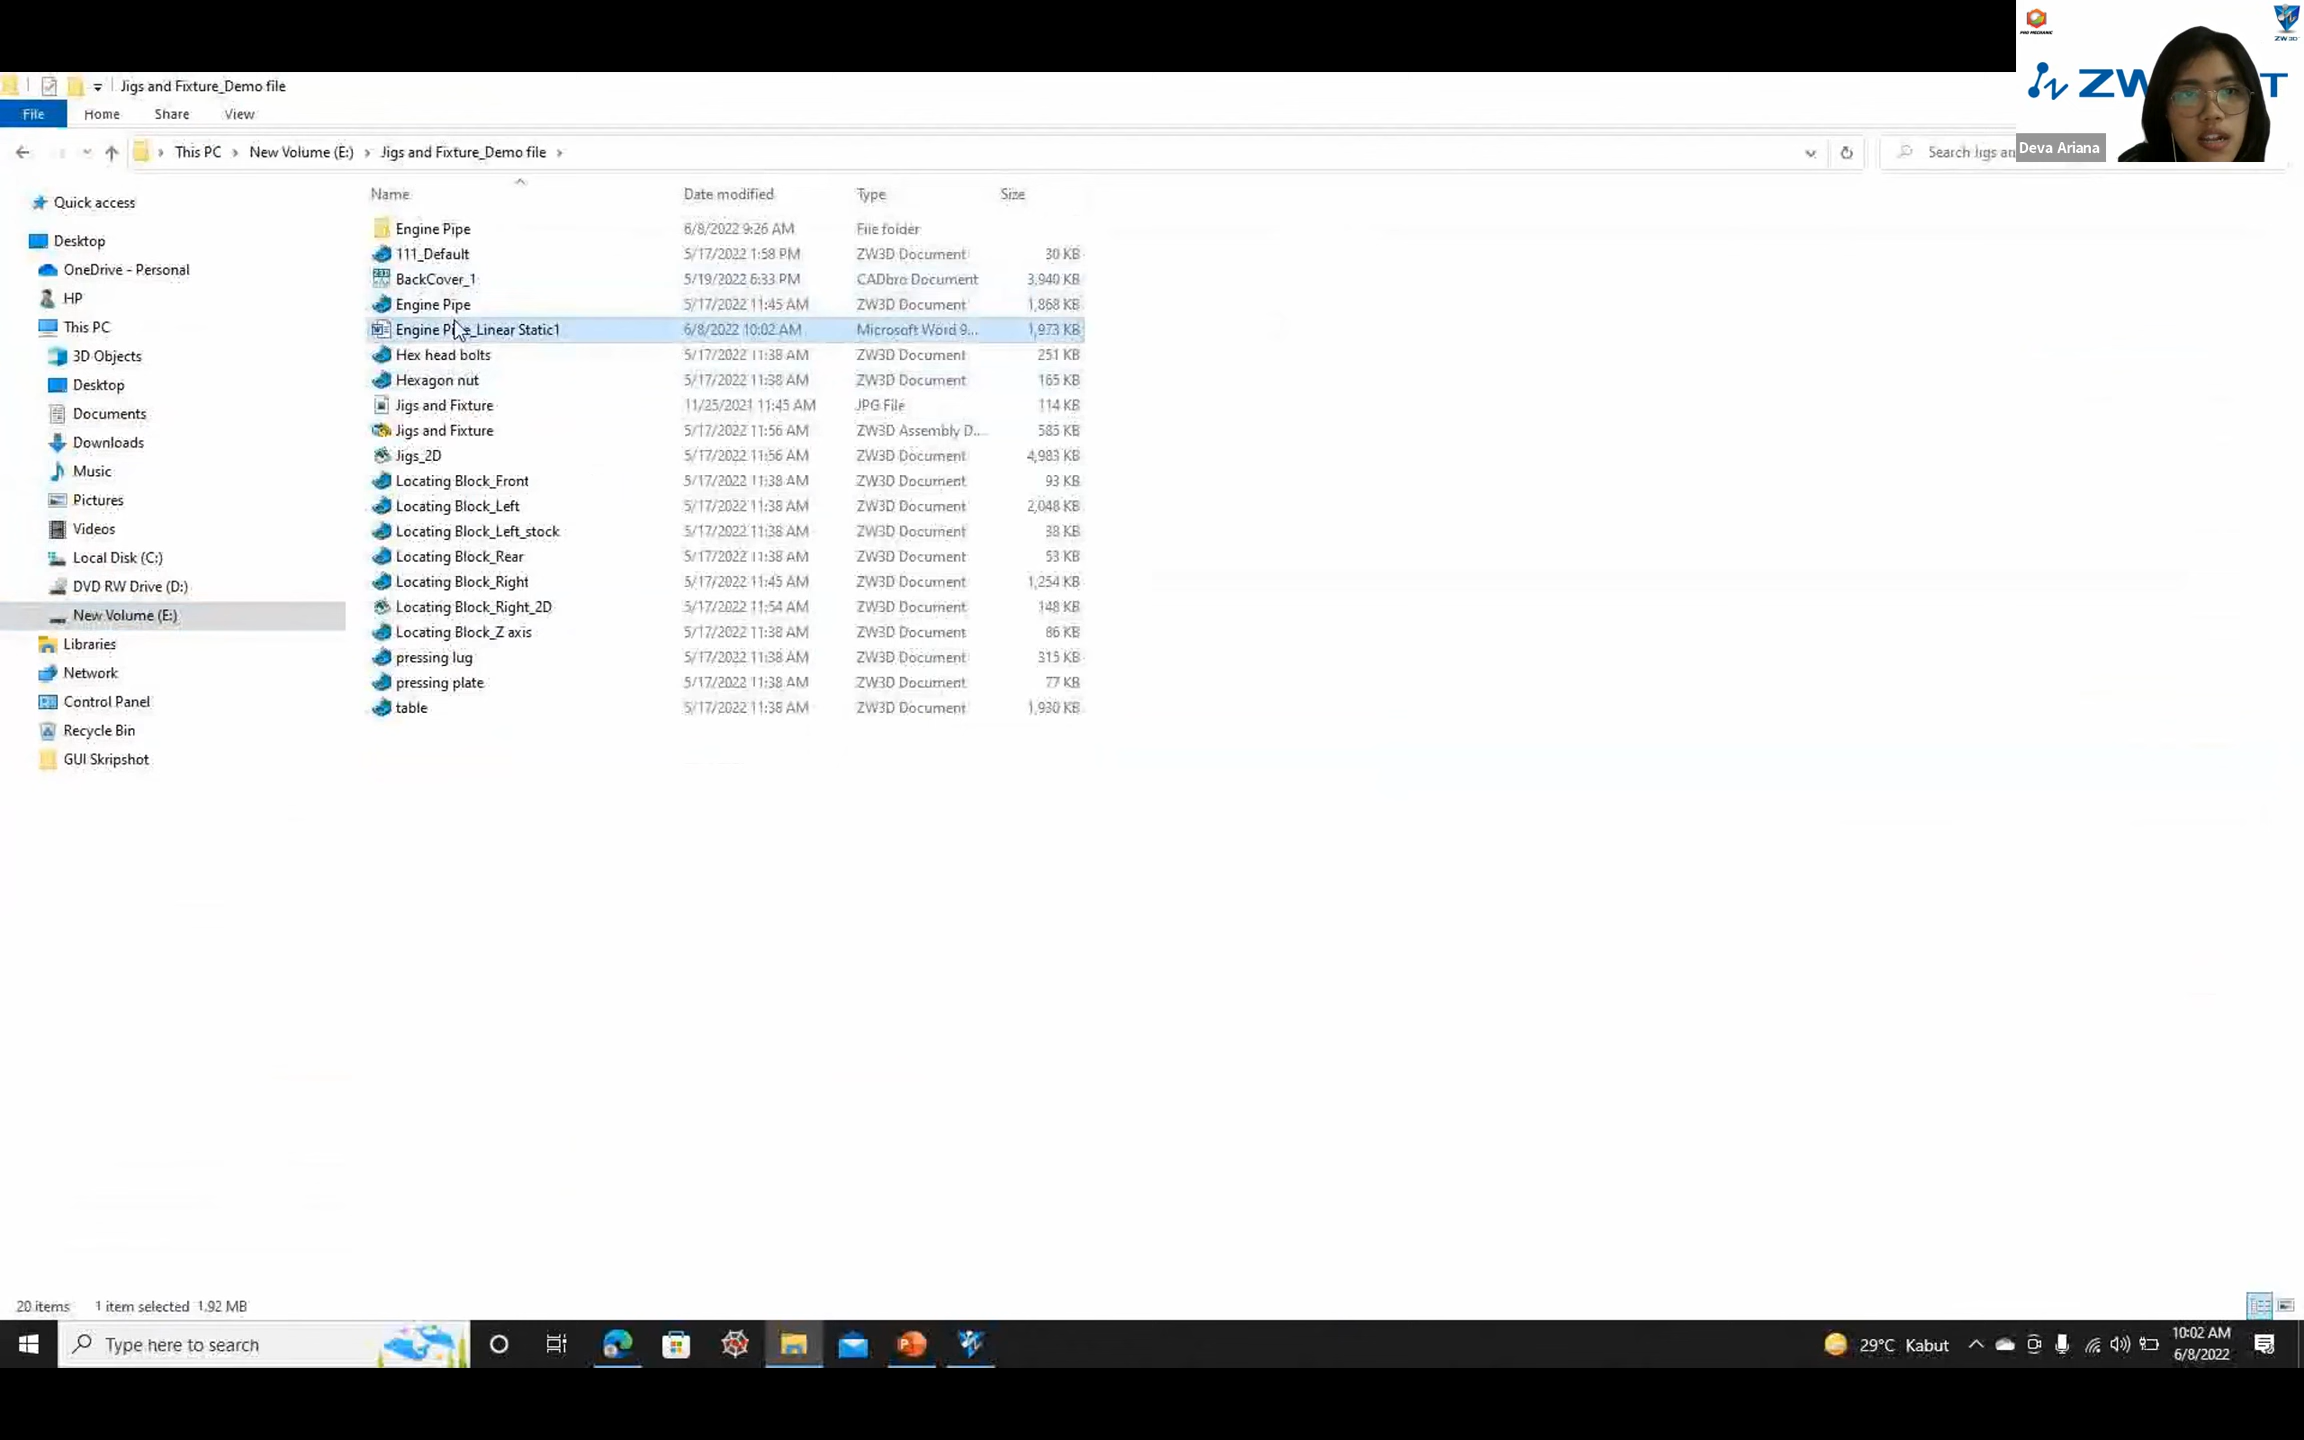 Jigs and Fixture_Demo file
File Home Share View
This PC New Volume (E:) Jigs and Fixture_Demo file
Search Jigs an
Deva Ariana
PRO MECHANIC
ZW3D
ZW T
Name Date modified Type Size
Quick access
Desktop
OneDrive - Personal
HP
This PC
3D Objects
Desktop
Documents
Downloads
Music
Pictures
Videos
Local Disk (C:)
DVD RW Drive (D:)
New Volume (E:)
Libraries
Network
Control Panel
Recycle Bin
GUI Skripshot
Engine Pipe 6/8/2022 9:26 AM File folder
111_Default 5/17/2022 1:58 PM ZW3D Document 30 KB
BackCover_1 5/19/2022 6:33 PM CADbro Document 3,940 KB
Engine Pipe 5/17/2022 11:45 AM ZW3D Document 1,868 KB
Engine Pipe_Linear Static1 6/8/2022 10:02 AM Microsoft Word 9... 1,973 KB
Hex head bolts 5/17/2022 11:38 AM ZW3D Document 251 KB
Hexagon nut 5/17/2022 11:38 AM ZW3D Document 165 KB
Jigs and Fixture 11/25/2021 11:45 AM JPG File 114 KB
Jigs and Fixture 5/17/2022 11:56 AM ZW3D Assembly D... 585 KB
Jigs_2D 5/17/2022 11:56 AM ZW3D Document 4,983 KB
Locating Block_Front 5/17/2022 11:38 AM ZW3D Document 93 KB
Locating Block_Left 5/17/2022 11:38 AM ZW3D Document 2,048 KB
Locating Block_Left_stock 5/17/2022 11:38 AM ZW3D Document 38 KB
Locating Block_Rear 5/17/2022 11:38 AM ZW3D Document 53 KB
Locating Block_Right 5/17/2022 11:45 AM ZW3D Document 1,254 KB
Locating Block_Right_2D 5/17/2022 11:54 AM ZW3D Document 148 KB
Locating Block_Z axis 5/17/2022 11:38 AM ZW3D Document 86 KB
pressing lug 5/17/2022 11:38 AM ZW3D Document 315 KB
pressing plate 5/17/2022 11:38 AM ZW3D Document 77 KB
table 5/17/2022 11:38 AM ZW3D Document 1,930 KB
20 items 1 item selected 1.92 MB
Type here to search
29°C Kabut
10:02 AM
6/8/2022